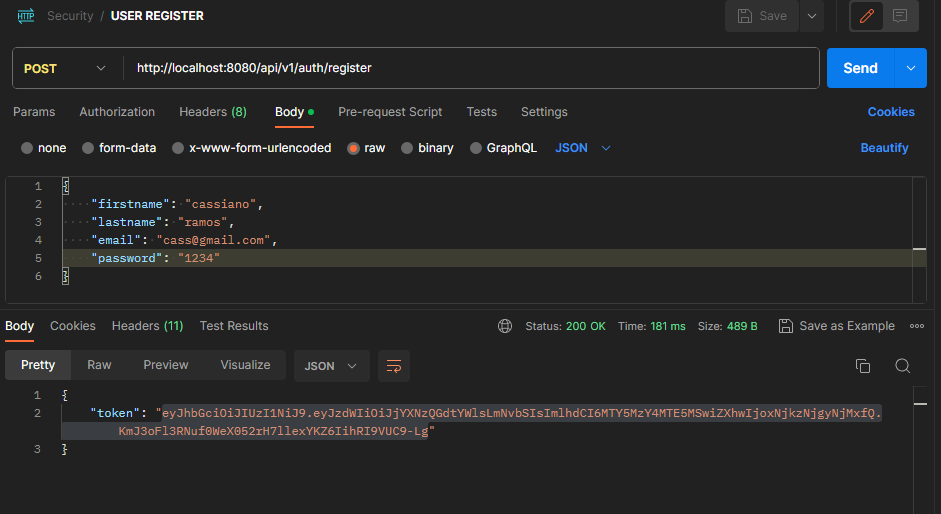 HTTP Security / USER REGISTER Save
POST http://localhost:8080/api/v1/auth/register Send
Params Authorization Headers (8) Body Pre-request Script Tests Settings Cookies
none form-data x-www-form-urlencoded raw binary GraphQL JSON Beautify
1 {
2 "firstname": "cassiano",
3 "lastname": "ramos",
4 "email": "cass@gmail.com",
5 "password": "1234"
6 }
Body Cookies Headers (11) Test Results Status: 200 OK Time: 181 ms Size: 489 B Save as Example
Pretty Raw Preview Visualize JSON
1 {
2 "token": "eyJhbGciOiJIUzI1NiJ9.eyJzdWIiOiJjYXNzQGdtYWlsLmNvbSIsImlhdCI6MTY5MzY4MTE5MSwiZXhwIjoxNjkzNjgyNjMxfQ.
KmJ3oFl3RNuf0WeX052rH7llexYKZ6IihRI9VUC9-Lg"
3 }